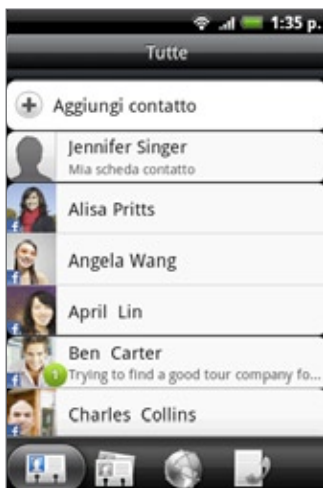 1:35 p.
Tutte
Aggiungi contatto
Jennifer Singer
Mia scheda contatto
Alisa Pritts
Angela Wang
April Lin
Ben Carter
1
Trying to find a good tour company fo...
Charles Collins